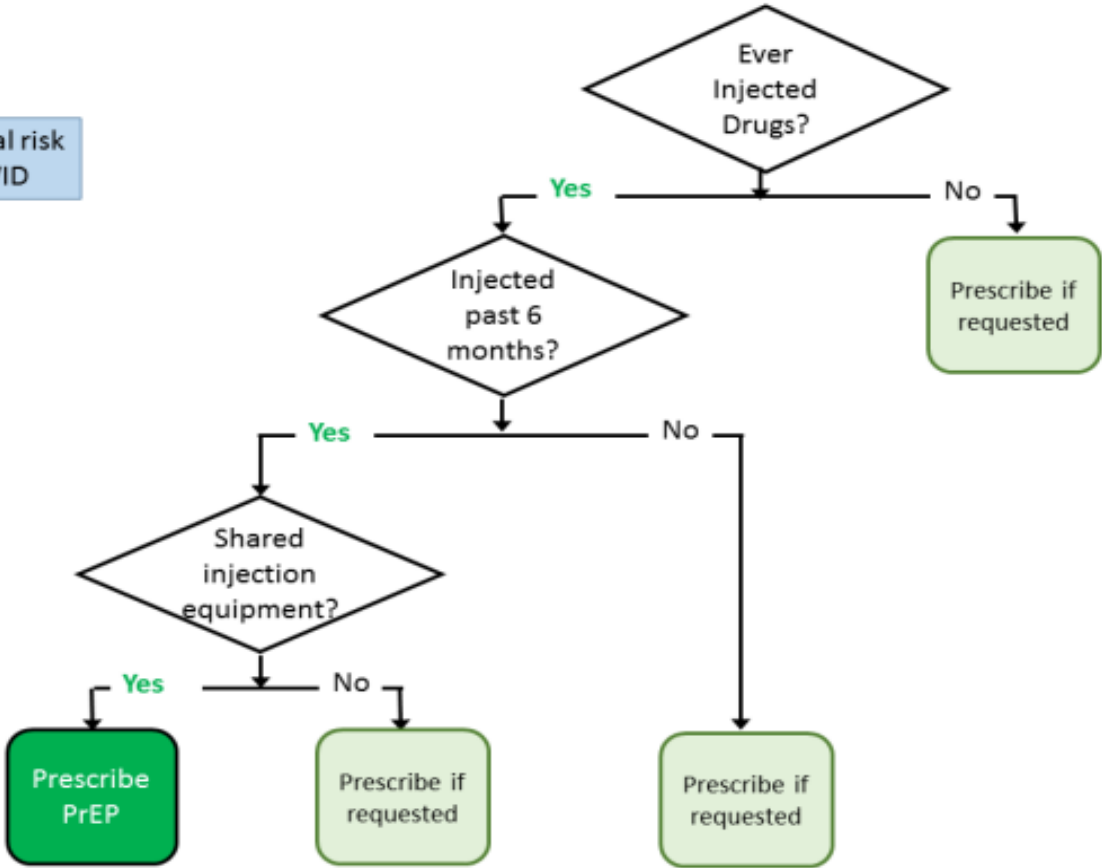 Ever
Injected
Drugs?
risk
Yes
No
Injected
past 6
months?
Prescribe if
requested
Yes
No
Shared
injection
equipment?
Yes
No
Prescribe
PrEP
Prescribe if
requested
Prescribe if
requested